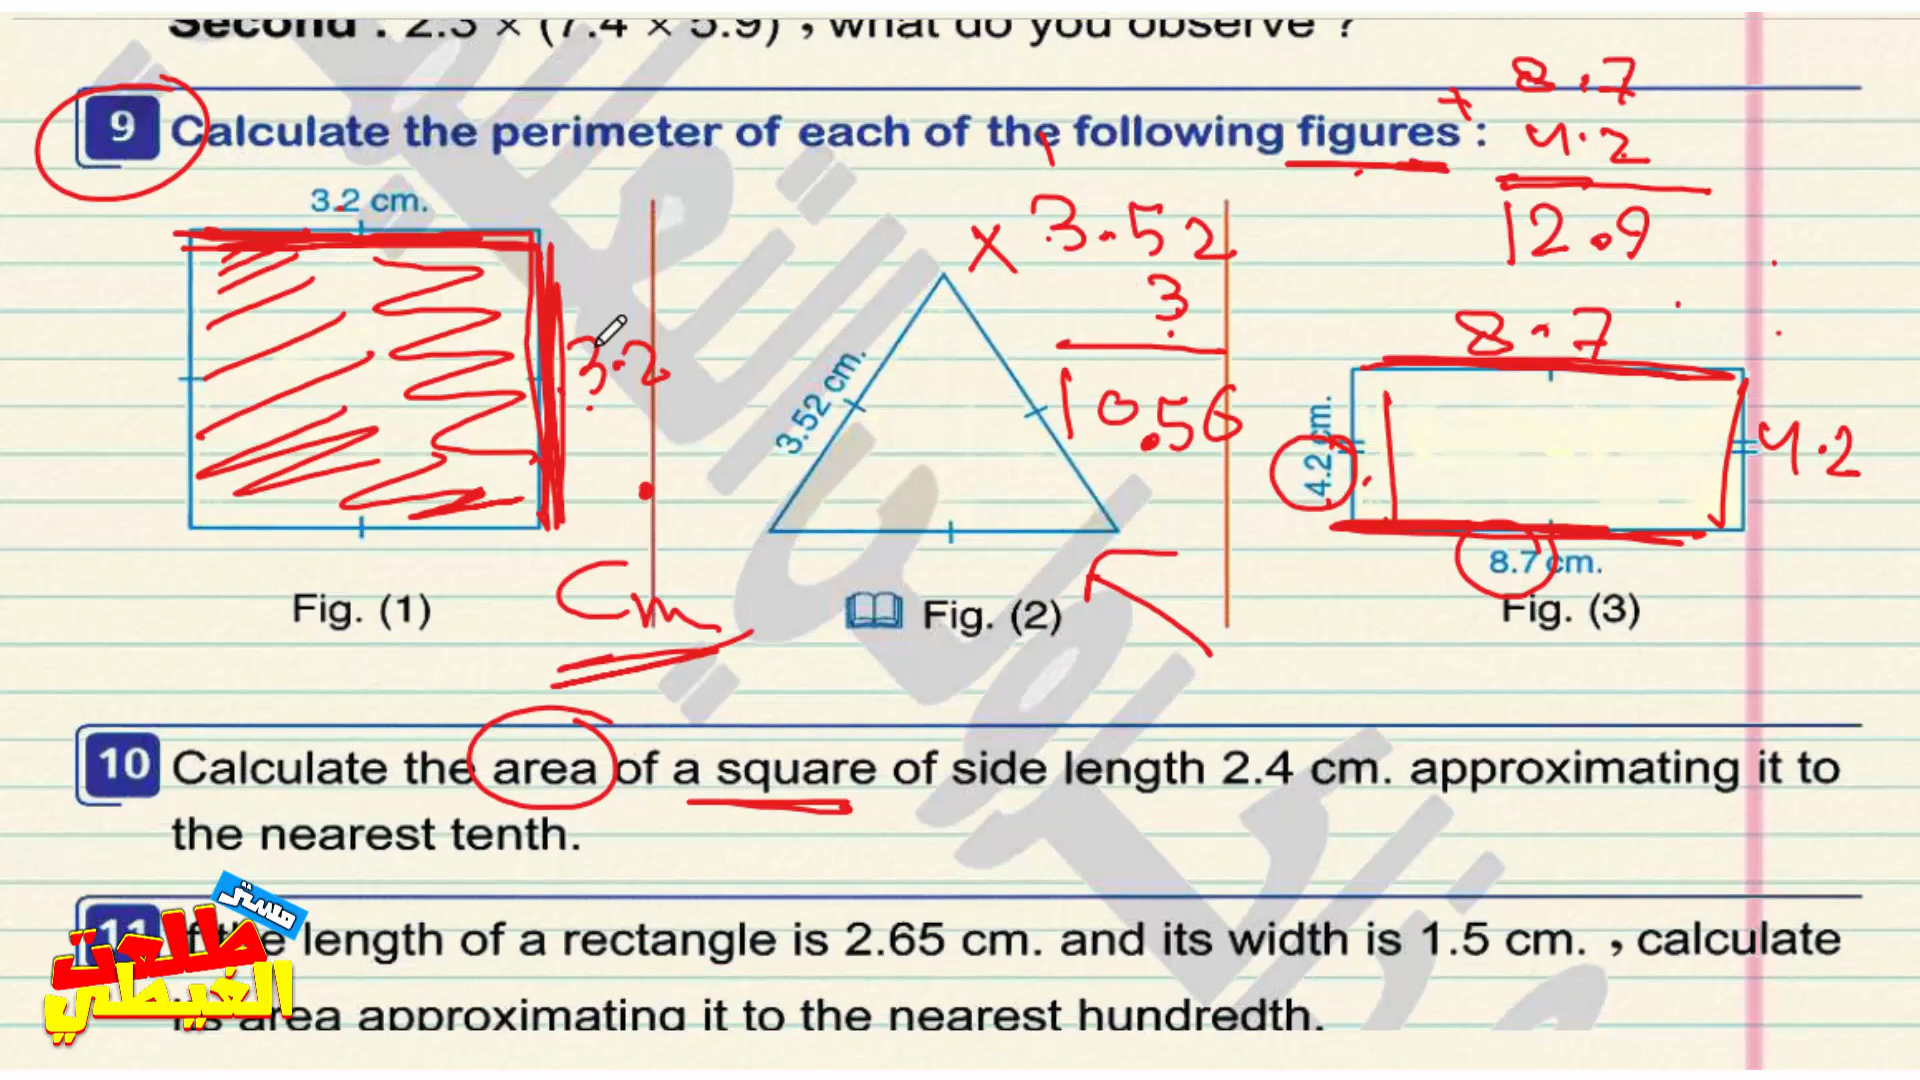 Second : 2.3 × (7.4 × 5.9) , what do you observe ?
9 Calculate the perimeter of each of the following figures :
8.7
+ 4.2
12.9
3.2 cm.
3.2
cm
Fig. (1)
1
× 3.52
3
10.56
3.52 cm.
Fig. (2)
8.7
4.2 cm.
4.2
8.7 cm.
Fig. (3)
10 Calculate the area of a square of side length 2.4 cm. approximating it to
the nearest tenth.
11 If the length of a rectangle is 2.65 cm. and its width is 1.5 cm. , calculate
its area approximating it to the nearest hundredth.
مستر
طلعت
الغيطي